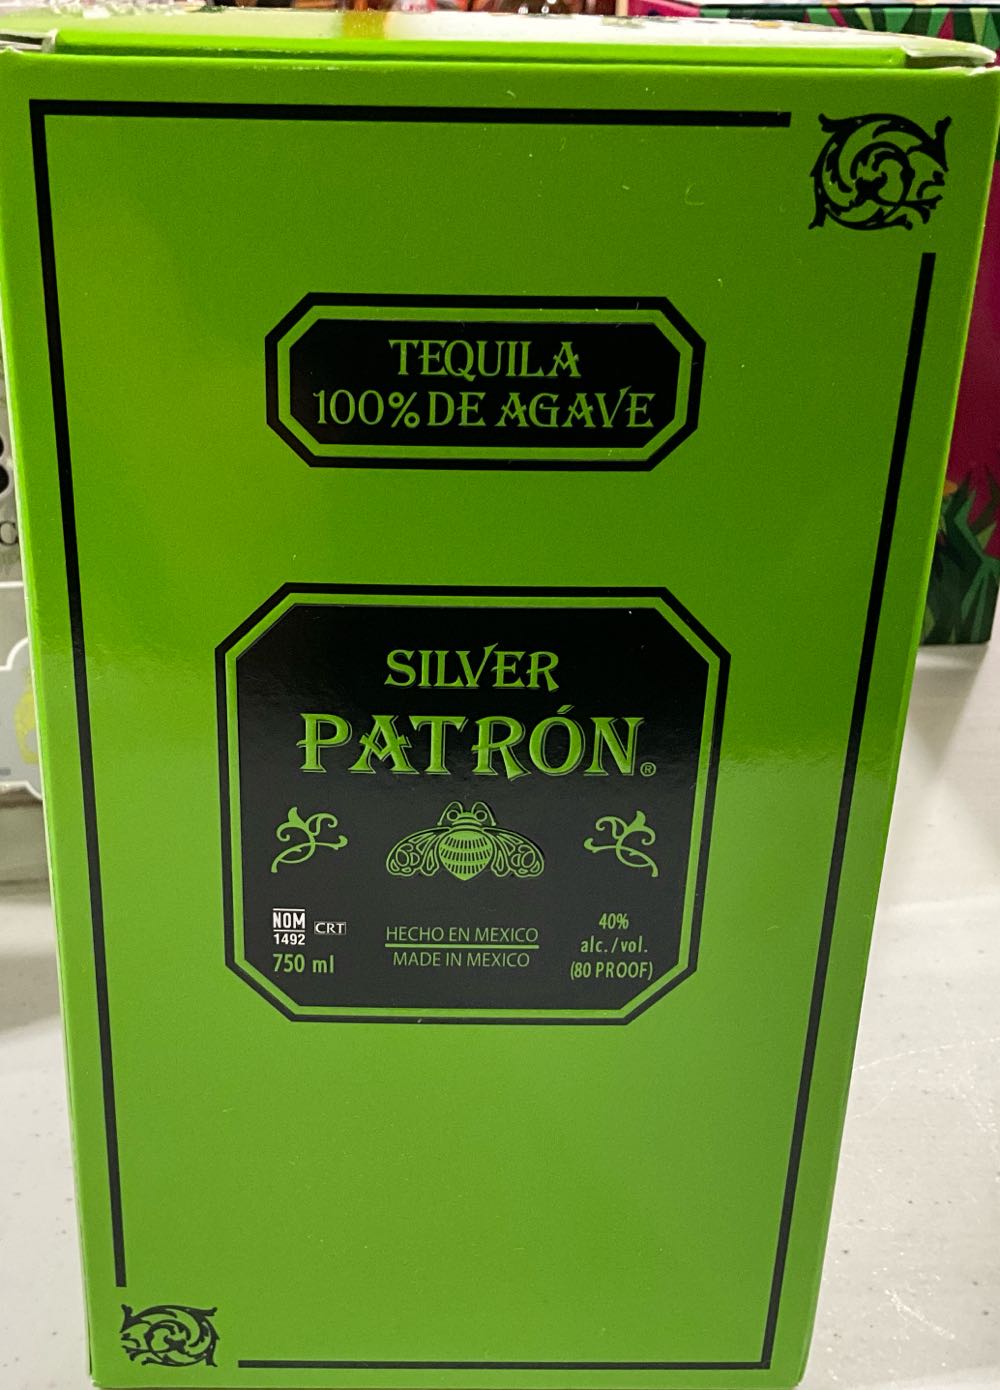 TEQUILA
100% DE AGAVE
SILVER
PATRÓN®
NOM
1492
CRT
750 ml
HECHO EN MEXICO
MADE IN MEXICO
40%
alc./vol.
(80 PROOF)